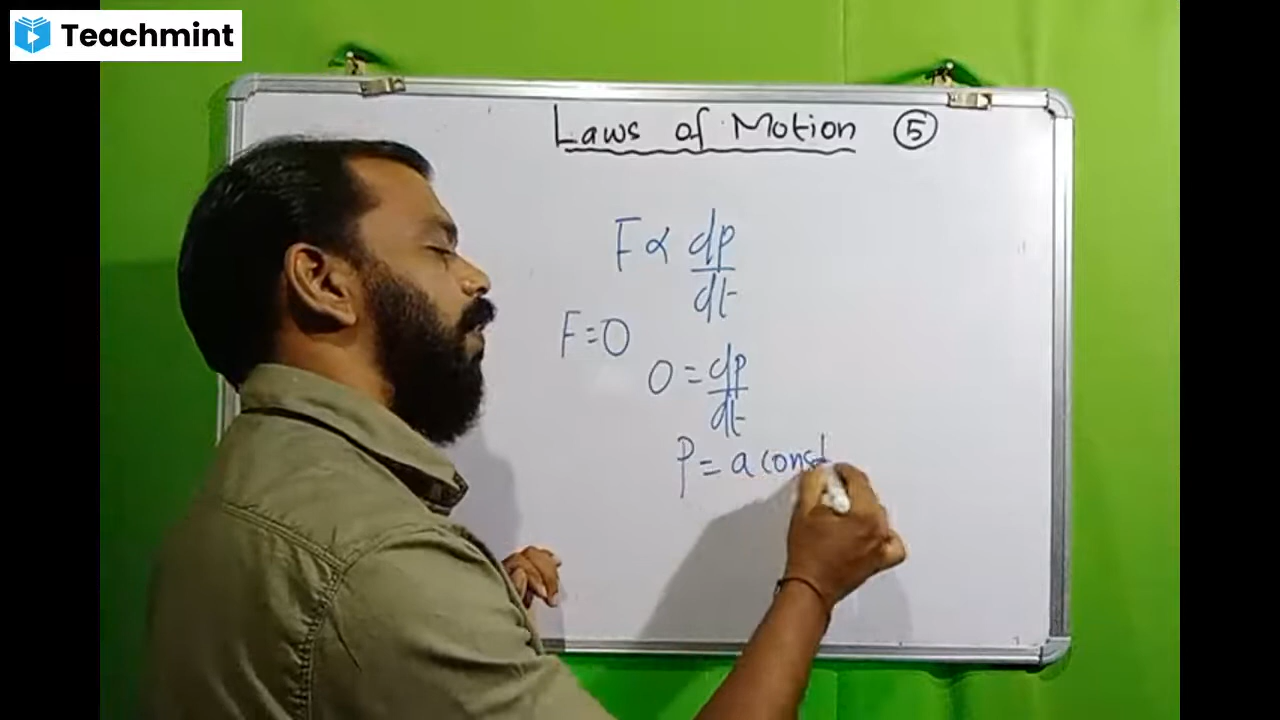 Teachmint
Laws of Motion ⑤
F ∝ dp/dt
F = 0
0 = dp/dt
P = a const